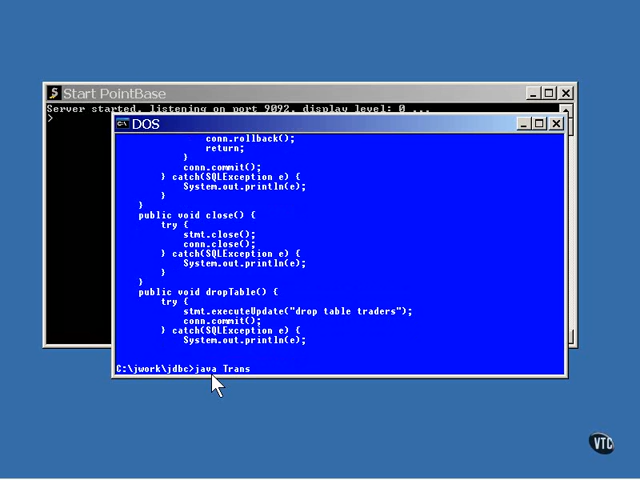 Start PointBase
Server started, listening on port 9092, display level: 0 ...
>
DOS
conn.rollback();
return;
}
conn.commit();
} catch(SQLException e) {
System.out.println(e);
}
}
public void close() {
try {
stmt.close();
conn.close();
} catch(SQLException e) {
System.out.println(e);
}
}
public void dropTable() {
try {
stmt.executeUpdate("drop table traders");
conn.commit();
} catch(SQLException e) {
System.out.println(e);
C:\jwork\jdbc>java Trans
VTC